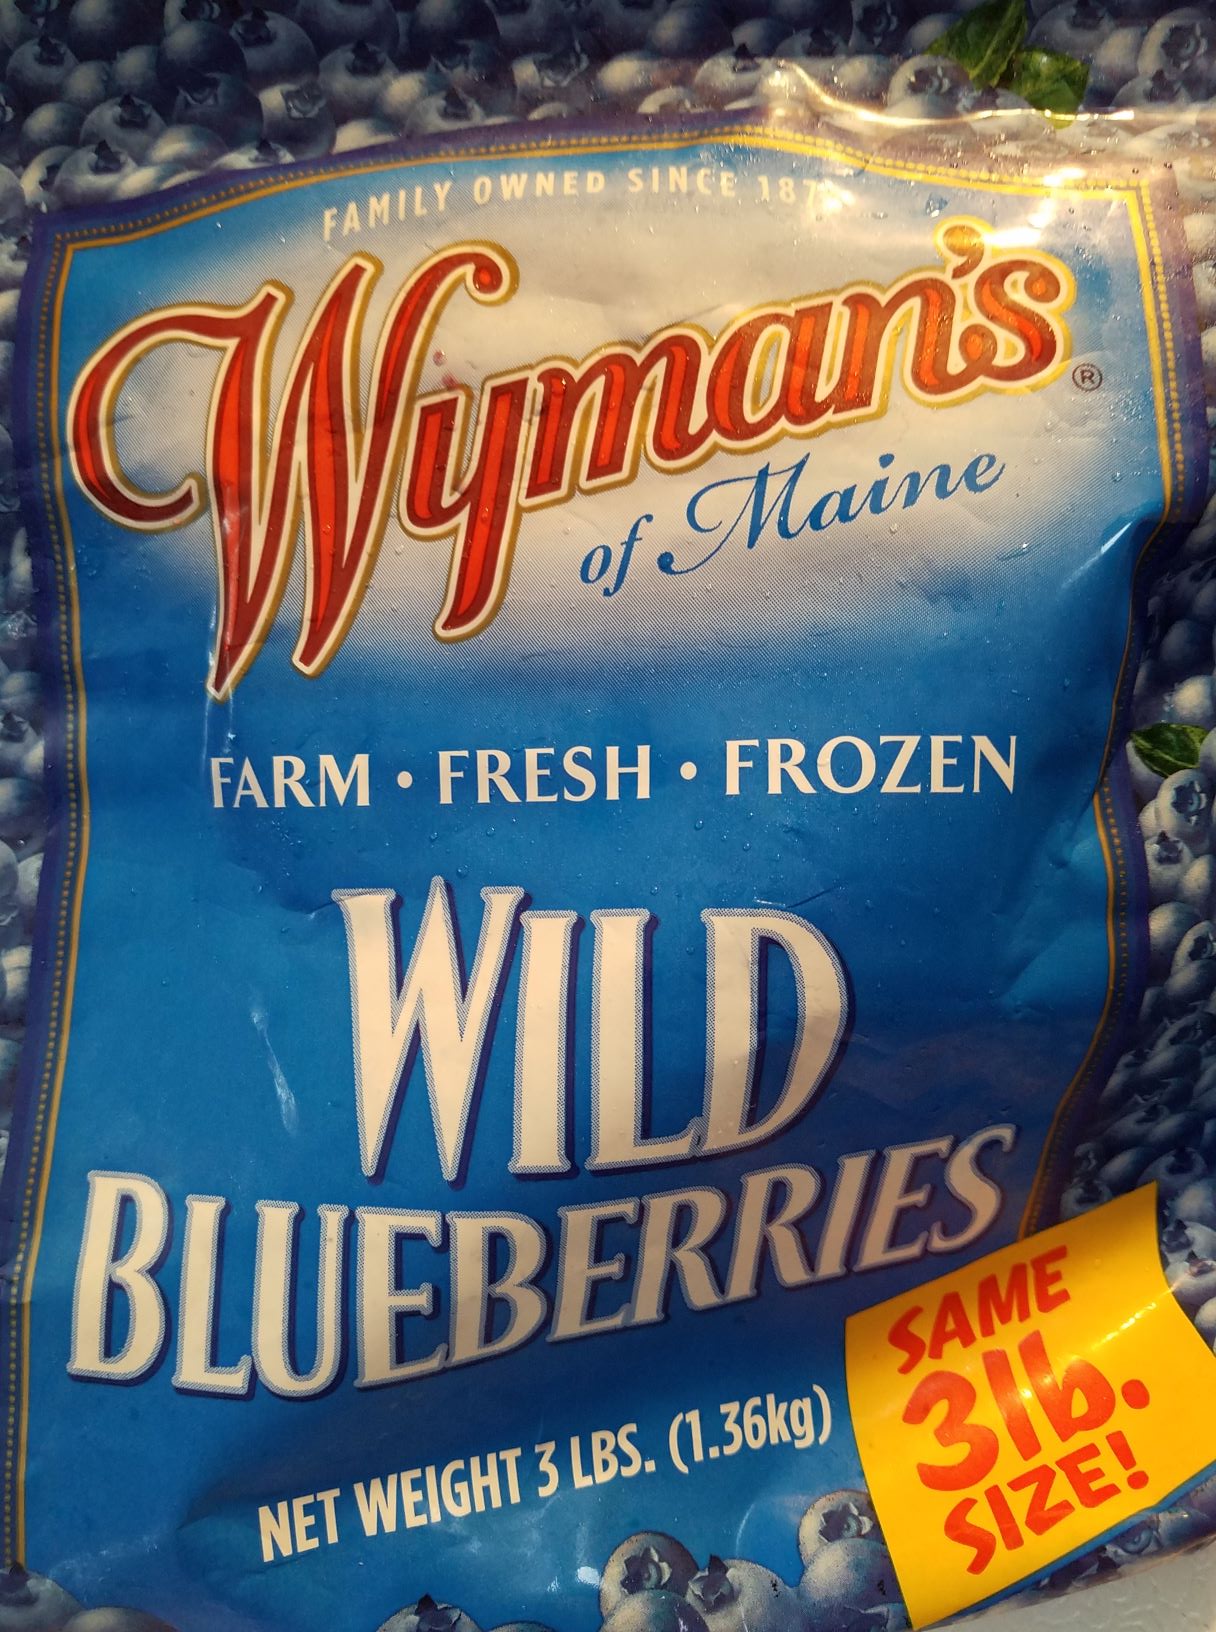 FAMILY OWNED SINCE
Wyman's®
of Maine
FARM • FRESH • FROZEN
WILD
BLUEBERRIES
NET WEIGHT 3 LBS. (1.36kg)
SAME
3lb.
SIZE!